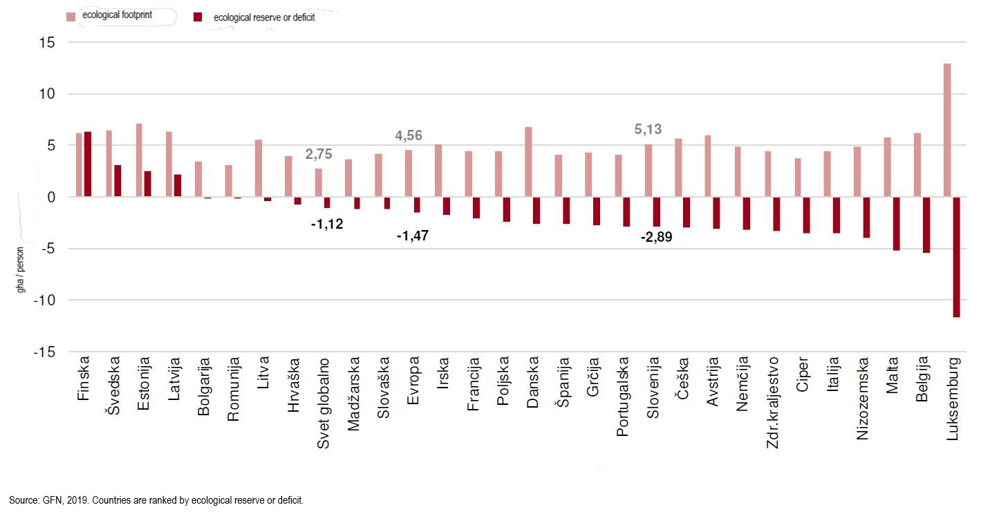 ecological footprint
ecological reserve or deficit
15
10
5
0
-5
-10
-15
gha / person
2,75
4,56
5,13
-1,12
-1,47
-2,89
Finska
Švedska
Estonija
Latvija
Bolgarija
Romunija
Litva
Hrvaška
Svet globalno
Madžarska
Slovaška
Evropa
Irska
Francija
Poljska
Danska
Španija
Grčija
Portugalska
Slovenija
Češka
Avstrija
Nemčija
Zdr.kraljestvo
Ciper
Italija
Nizozemska
Malta
Belgija
Luksemburg
Source: GFN, 2019. Countries are ranked by ecological reserve or deficit.